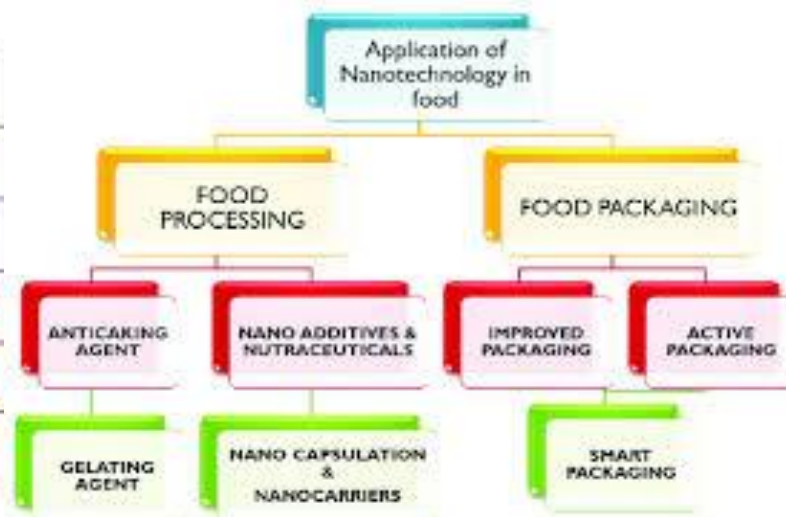 Application of
Nanotechnology in
food
FOOD
PROCESSING
FOOD PACKAGING
ANTICAKING
AGENT
NANO ADDITIVES &
NUTRACEUTICALS
IMPROVED
PACKAGING
ACTIVE
PACKAGING
GELATING
AGENT
NANO CAPSULATION
&
NANOCARRIERS
SMART
PACKAGING